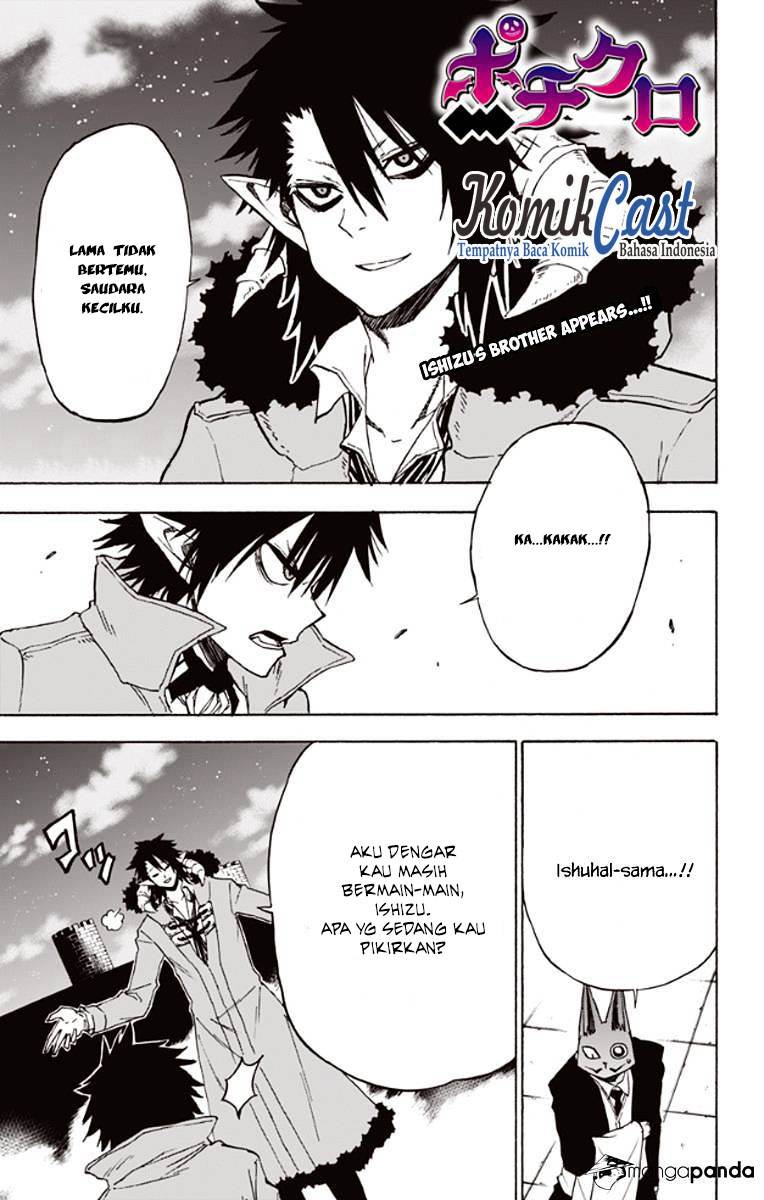 ポチクロ
KomikCast
Tempatnya Baca Komik Bahasa Indonesia
LAMA TIDAK
BERTEMU,
SAUDARA
KECILKU.
ISHIZU'S BROTHER APPEARS...!!
KA...KAKAK...!!
Ishuhal-sama...!!
AKU DENGAR
KAU MASIH
BERMAIN-MAIN,
ISHIZU.
APA YG SEDANG KAU
PIKIRKAN?
クッ
mangapanda